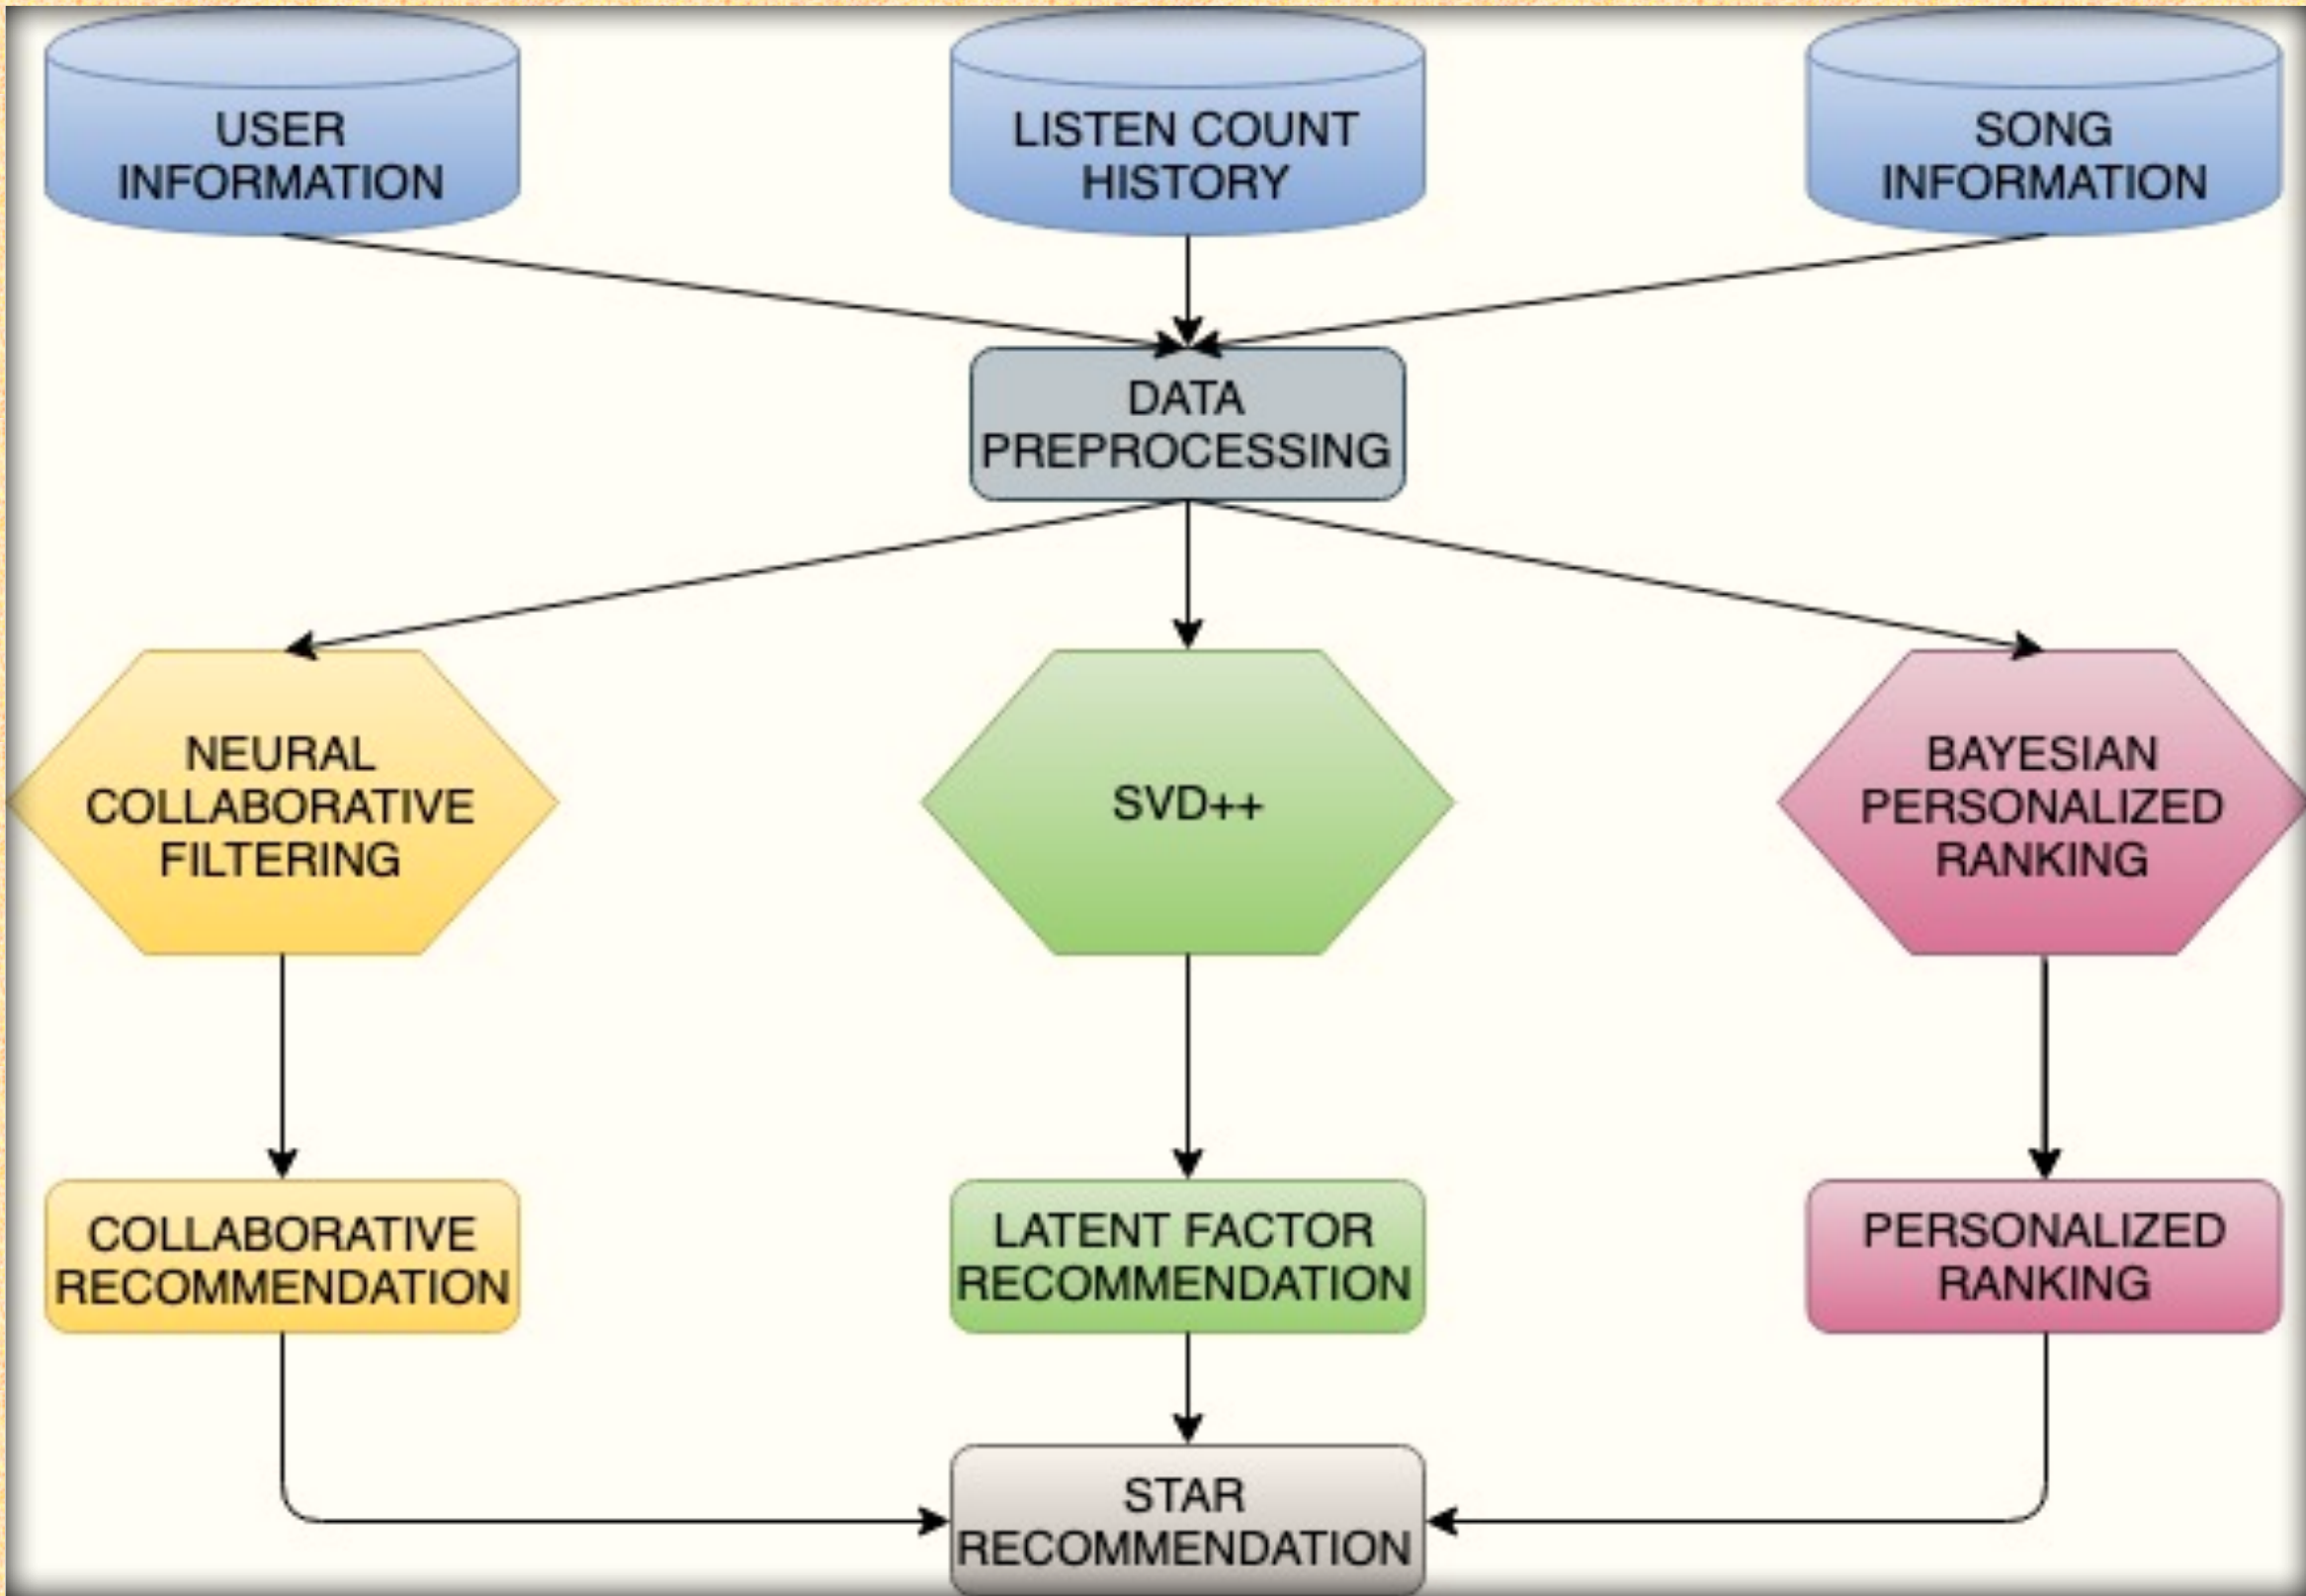 USER
INFORMATION
LISTEN COUNT
HISTORY
SONG
INFORMATION
DATA
PREPROCESSING
NEURAL
COLLABORATIVE
FILTERING
SVD++
BAYESIAN
PERSONALIZED
RANKING
COLLABORATIVE
RECOMMENDATION
LATENT FACTOR
RECOMMENDATION
PERSONALIZED
RANKING
STAR
RECOMMENDATION